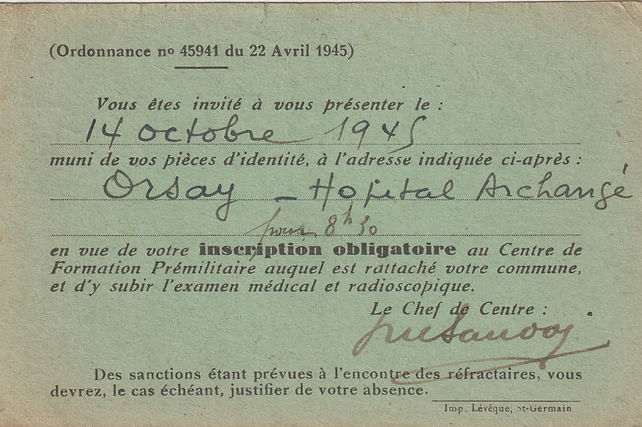 (Ordonnance nº 45941 du 22 Avril 1945)
Vous êtes invité à vous présenter le :
14 octobre 1945
muni de vos pièces d'identité, à l'adresse indiquée ci-après :
Orsay - Hopital Archangé
pour 8h30
en vue de votre inscription obligatoire au Centre de
Formation Prémilitaire auquel est rattaché votre commune,
et d'y subir l'examen médical et radioscopique.
Le Chef de Centre :
Des sanctions étant prévues à l'encontre des réfractaires, vous
devrez, le cas échéant, justifier de votre absence.
Imp. Lévêque, St-Germain